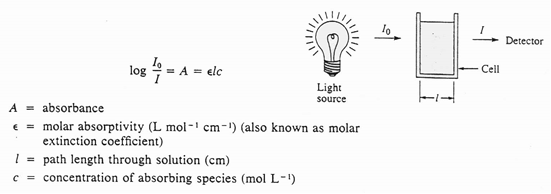 log I₀/I = A = ϵlc
Light
source
I₀
I
Detector
Cell
l
A = absorbance
ϵ = molar absorptivity (L mol⁻¹ cm⁻¹) (also known as molar
extinction coefficient)
l = path length through solution (cm)
c = concentration of absorbing species (mol L⁻¹)